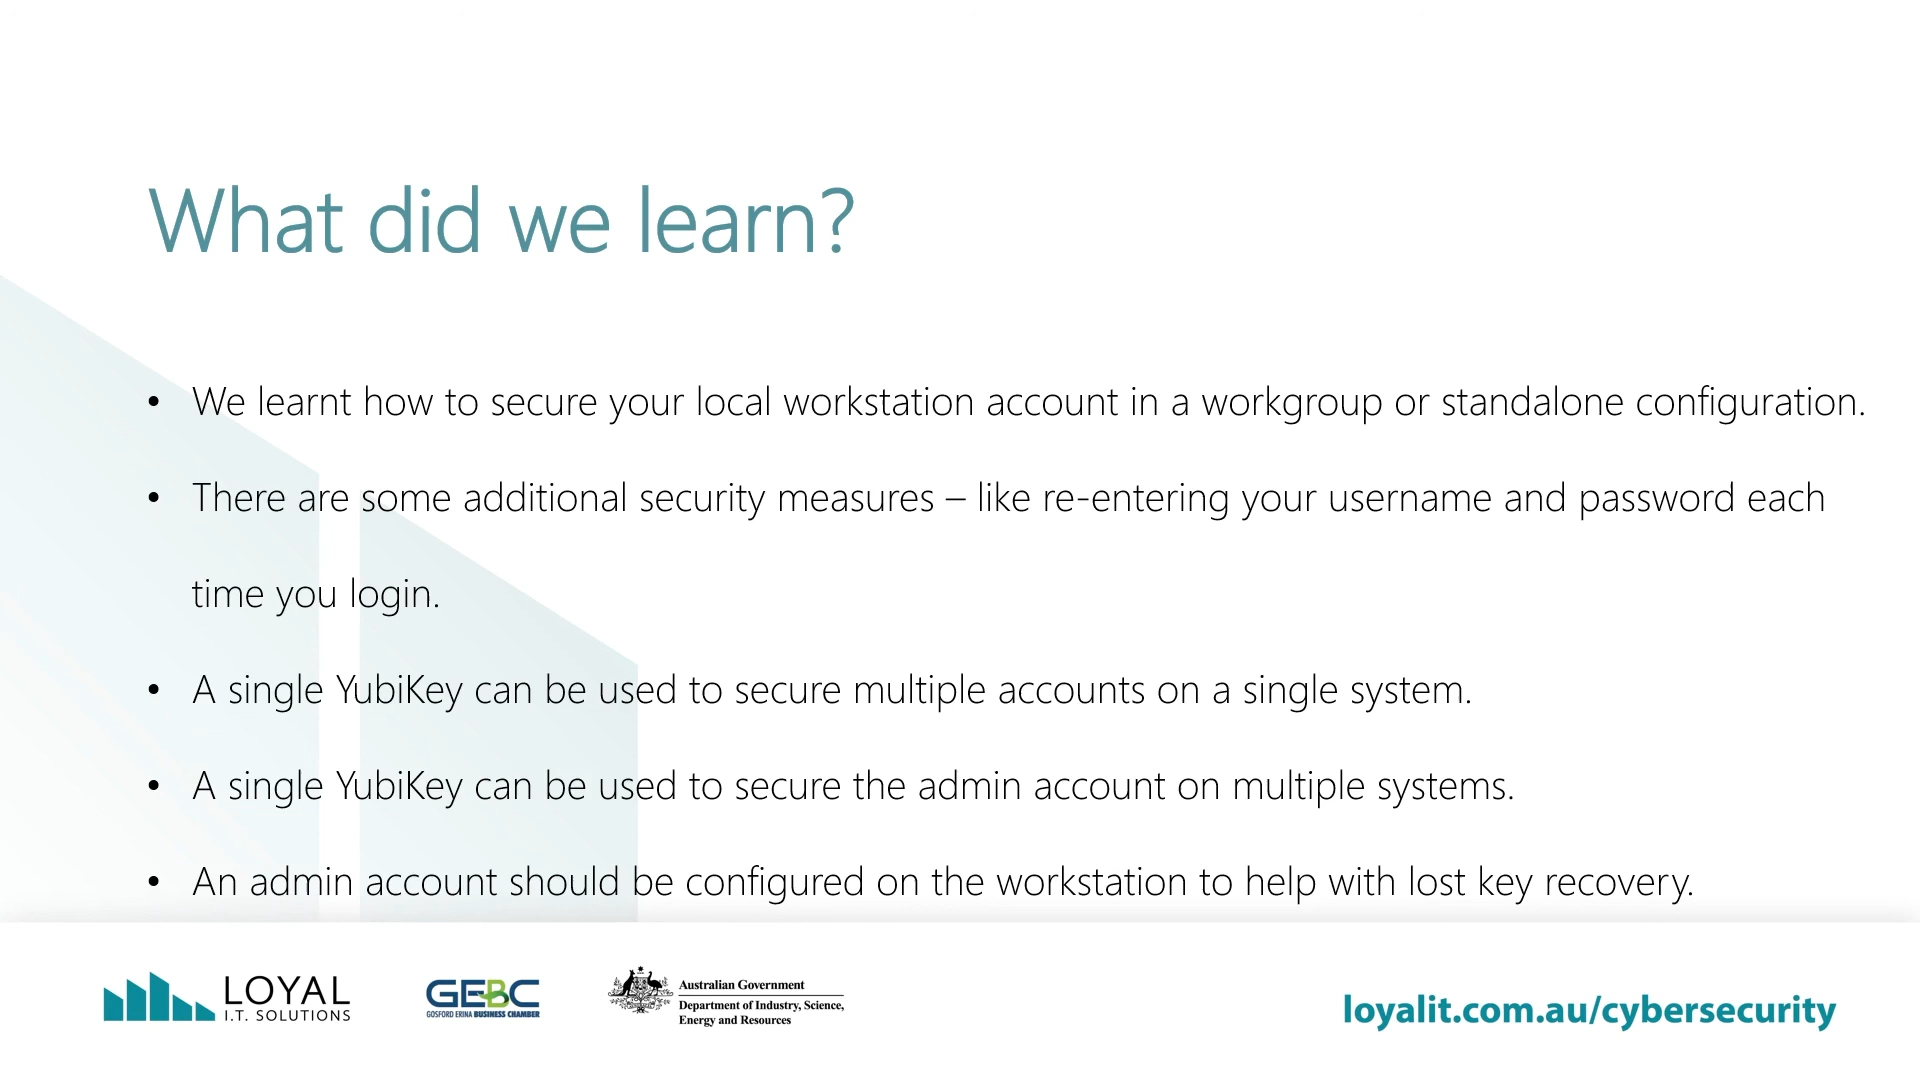 What did we learn?
• We learnt how to secure your local workstation account in a workgroup or standalone configuration.
• There are some additional security measures – like re-entering your username and password each
time you login.
• A single YubiKey can be used to secure multiple accounts on a single system.
• A single YubiKey can be used to secure the admin account on multiple systems.
• An admin account should be configured on the workstation to help with lost key recovery.
LOYAL
I.T. SOLUTIONS
GEBC
GOSFORD ERINA BUSINESS CHAMBER
Australian Government
Department of Industry, Science,
Energy and Resources
loyalit.com.au/cybersecurity